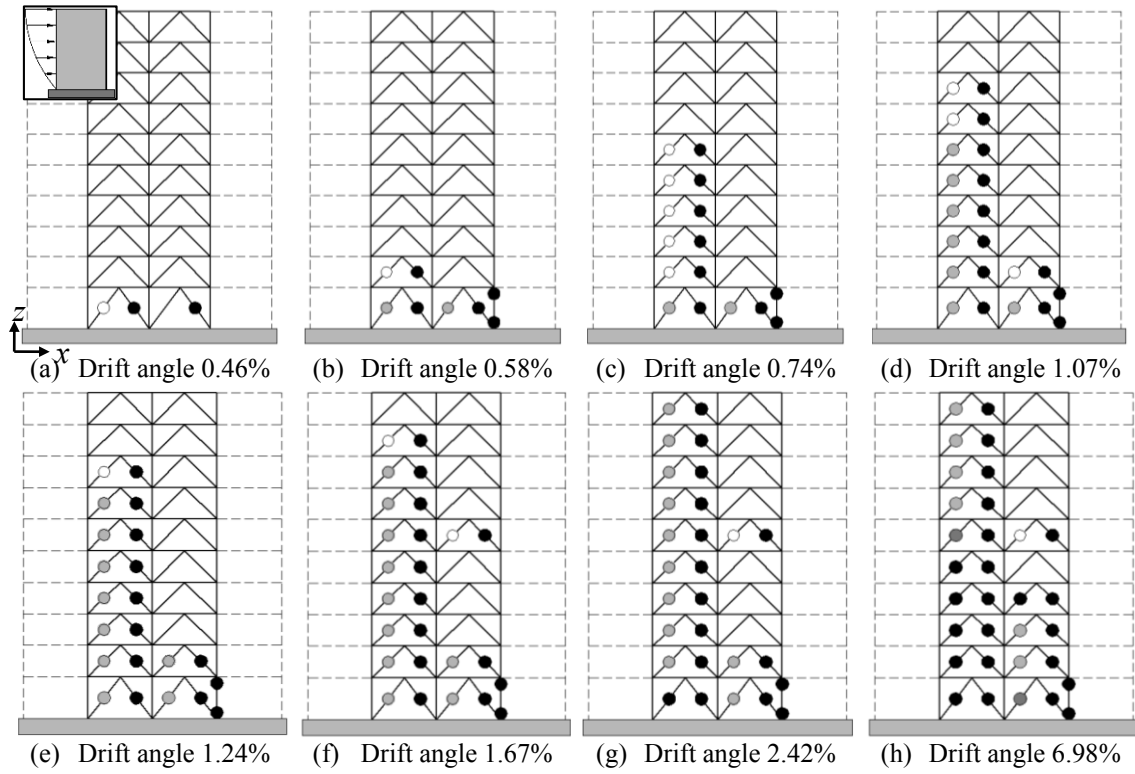 z
x
(a) Drift angle 0.46%
(b) Drift angle 0.58%
(c) Drift angle 0.74%
(d) Drift angle 1.07%
(e) Drift angle 1.24%
(f) Drift angle 1.67%
(g) Drift angle 2.42%
(h) Drift angle 6.98%